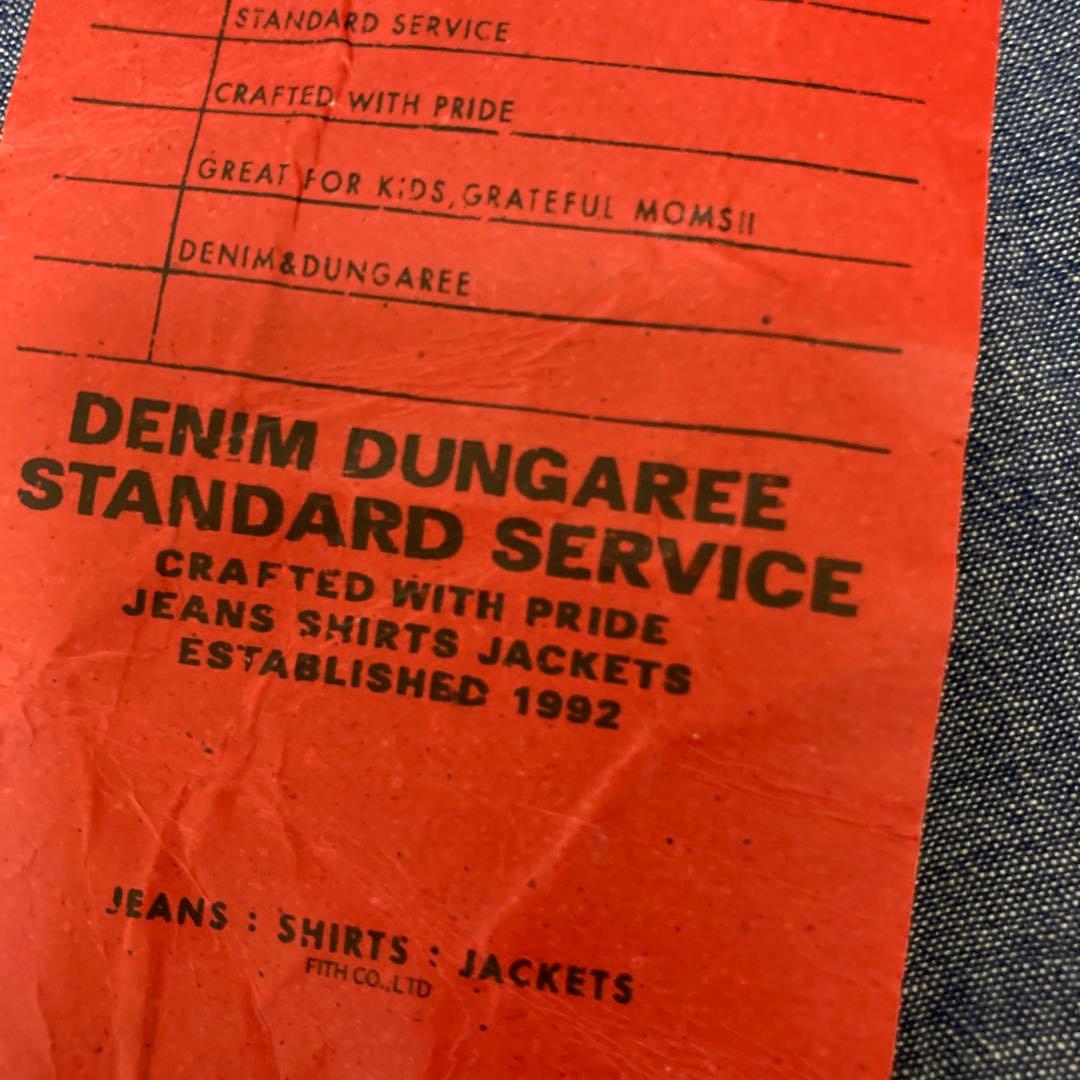 STANDARD SERVICE
CRAFTED WITH PRIDE
GREAT FOR KIDS,GRATEFUL MOMS!!
DENIM&DUNGAREE
DENIM DUNGAREE
STANDARD SERVICE
CRAFTED WITH PRIDE
JEANS SHIRTS JACKETS
ESTABLISHED 1992
JEANS : SHIRTS : JACKETS
FITH CO.,LTD